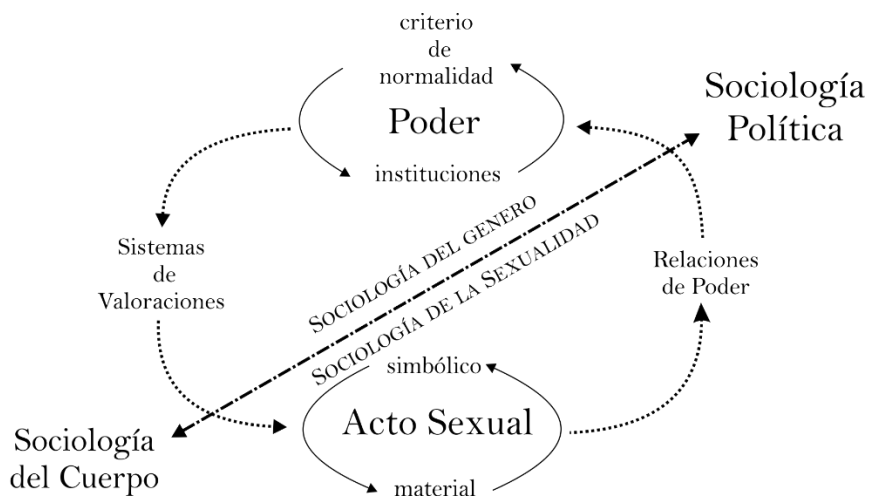 criterio
de
normalidad
Poder
instituciones
Sociología
Política
Sistemas
de
Valoraciones
SOCIOLOGÍA DEL GENERO
SOCIOLOGÍA DE LA SEXUALIDAD
Relaciones
de Poder
simbólico
Acto Sexual
material
Sociología
del Cuerpo